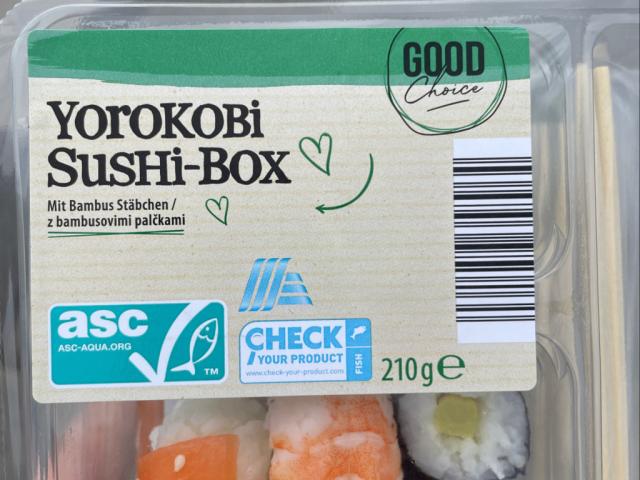 GOOD
Choice
YOROKOBi
SUSHi-BOX
Mit Bambus Stäbchen /
z bambusovimi palčkami
asc
ASC-AQUA.ORG
TM
CHECK
YOUR PRODUCT
www.check-your-product.com
FISH
210g℮